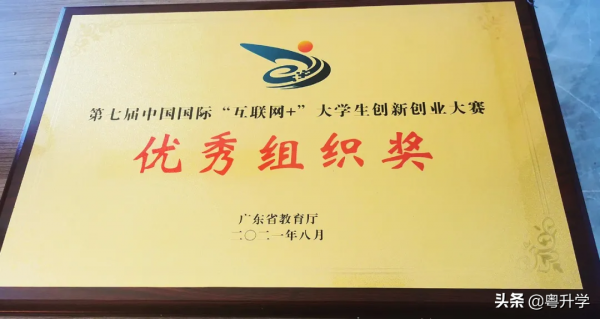 第七届中国国际“互联网+”大学生创新创业大赛
优秀组织奖
广东省教育厅
二〇二一年八月
头条 @粤升学